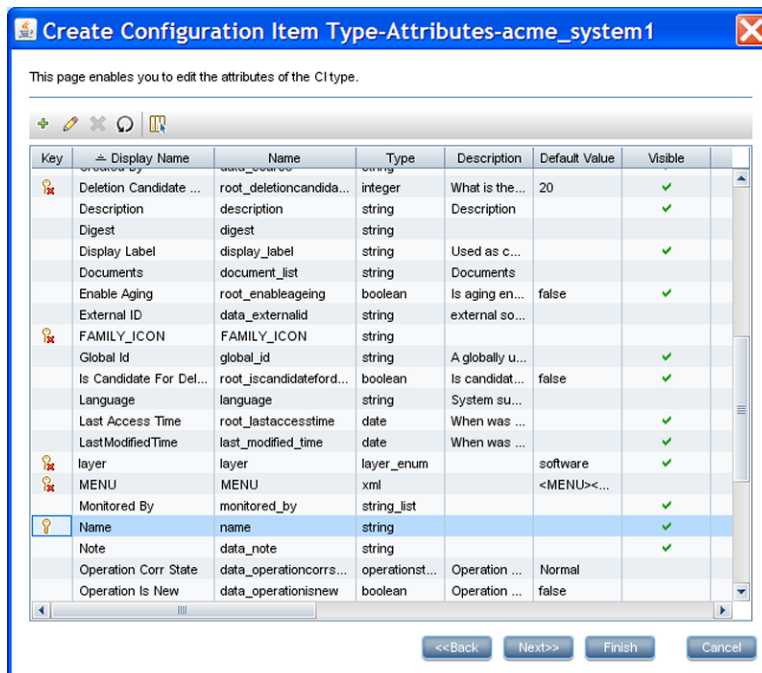 Create Configuration Item Type-Attributes-acme_system1
This page enables you to edit the attributes of the CI type.
Key Display Name Name Type Description Default Value Visible
Deletion Candidate ... root_deletioncandida... integer What is the... 20
Description description string Description
Digest digest string
Display Label display_label string Used as c...
Documents document_list string Documents
Enable Aging root_enableageing boolean Is aging en... false
External ID data_externalid string external so...
FAMILY_ICON FAMILY_ICON string
Global Id global_id string A globally u...
Is Candidate For Del... root_iscandidateford... boolean Is candidat... false
Language language string System su...
Last Access Time root_lastaccesstime date When was ...
LastModifiedTime last_modified_time date When was ...
layer layer layer_enum software
MENU MENU xml <MENU><...
Monitored By monitored_by string_list
Name name string
Note data_note string
Operation Corr State data_operationcorrs... operationst... Operation ... Normal
Operation Is New data_operationisnew boolean Operation ... false
<<Back Next>> Finish Cancel